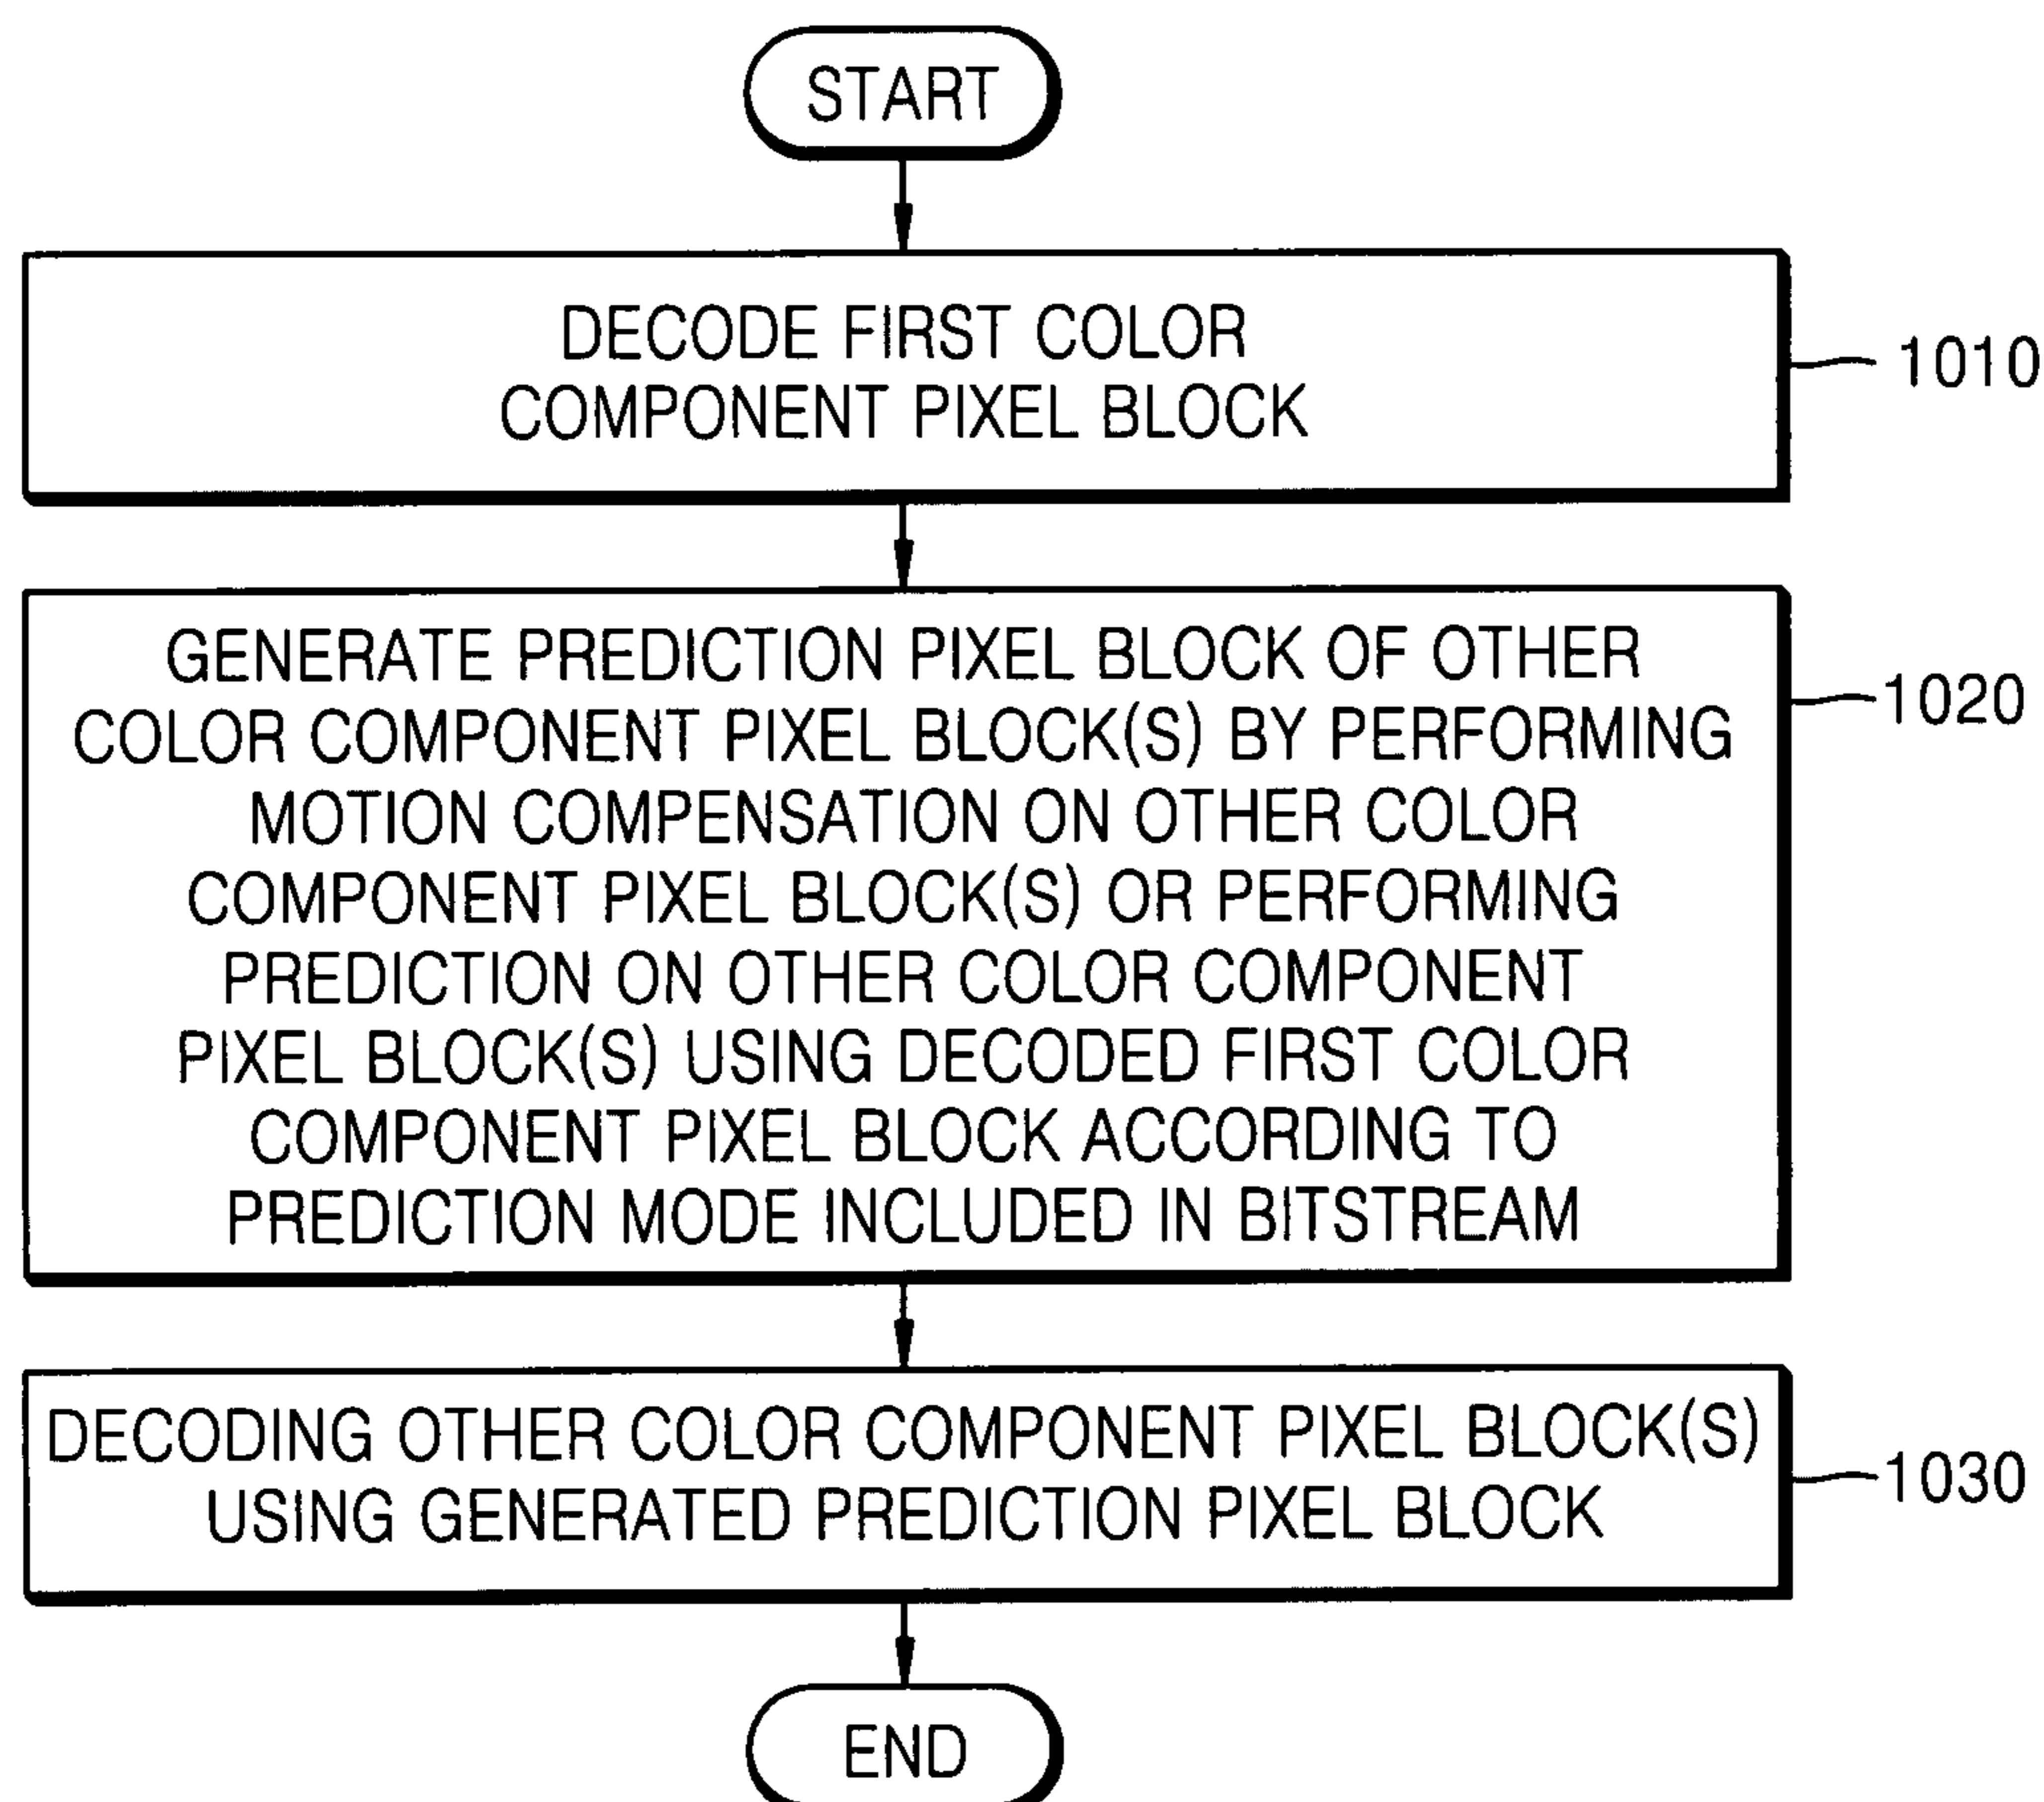 START
DECODE FIRST COLOR
COMPONENT PIXEL BLOCK
1010
GENERATE PREDICTION PIXEL BLOCK OF OTHER
COLOR COMPONENT PIXEL BLOCK(S) BY PERFORMING
MOTION COMPENSATION ON OTHER COLOR
COMPONENT PIXEL BLOCK(S) OR PERFORMING
PREDICTION ON OTHER COLOR COMPONENT
PIXEL BLOCK(S) USING DECODED FIRST COLOR
COMPONENT PIXEL BLOCK ACCORDING TO
PREDICTION MODE INCLUDED IN BITSTREAM
1020
DECODING OTHER COLOR COMPONENT PIXEL BLOCK(S)
USING GENERATED PREDICTION PIXEL BLOCK
1030
END